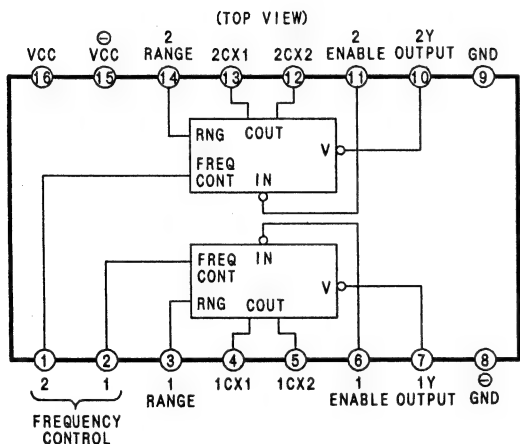 (TOP VIEW)
VCC ⊖ VCC 2 RANGE 2CX1 2CX2 2 ENABLE 2Y OUTPUT GND
16 15 14 13 12 11 10 9
RNG COUT
V
FREQ CONT IN
FREQ CONT IN
V
RNG COUT
1 2 3 4 5 6 7 8
2 1 1 RANGE 1CX1 1CX2 1 ENABLE 1Y OUTPUT ⊖ GND
FREQUENCY
CONTROL